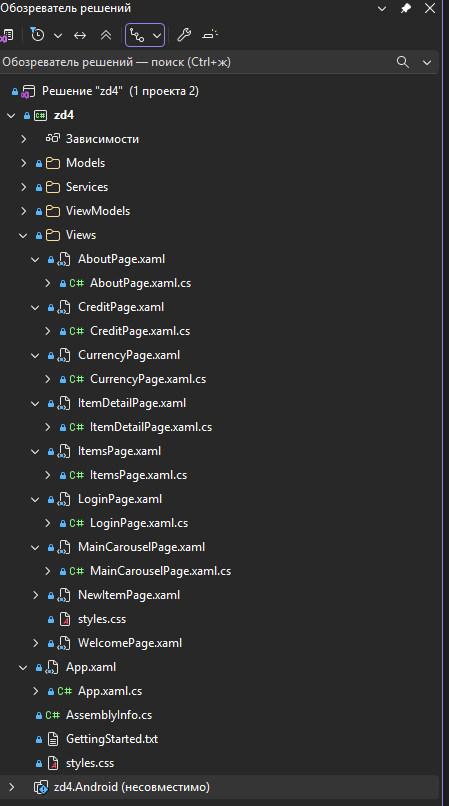 Обозреватель решений
Обозреватель решений — поиск (Ctrl+ж)
Решение "zd4" (1 проекта 2)
C# zd4
Зависимости
Models
Services
ViewModels
Views
AboutPage.xaml
C# AboutPage.xaml.cs
CreditPage.xaml
C# CreditPage.xaml.cs
CurrencyPage.xaml
C# CurrencyPage.xaml.cs
ItemDetailPage.xaml
C# ItemDetailPage.xaml.cs
ItemsPage.xaml
C# ItemsPage.xaml.cs
LoginPage.xaml
C# LoginPage.xaml.cs
MainCarouselPage.xaml
C# MainCarouselPage.xaml.cs
NewItemPage.xaml
styles.css
WelcomePage.xaml
App.xaml
C# App.xaml.cs
C# AssemblyInfo.cs
GettingStarted.txt
styles.css
zd4.Android (несовместимо)